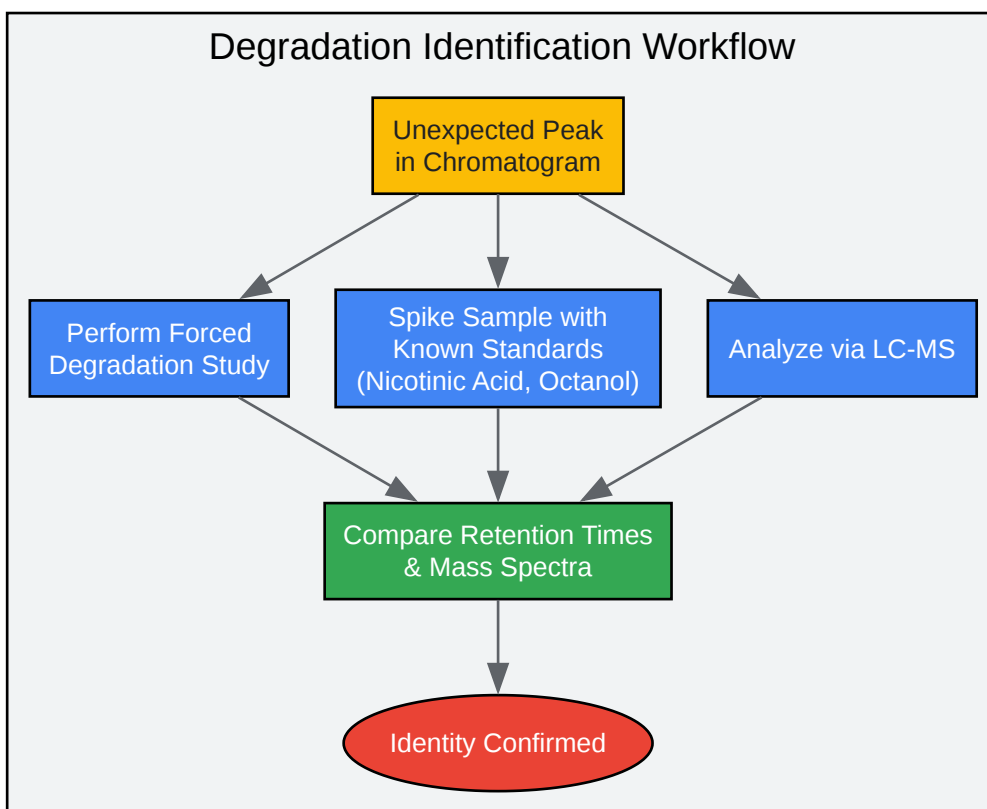 Degradation Identification Workflow
Unexpected Peak
in Chromatogram
Perform Forced
Degradation Study
Spike Sample with
Known Standards
(Nicotinic Acid, Octanol)
Analyze via LC-MS
Compare Retention Times
& Mass Spectra
Identity Confirmed